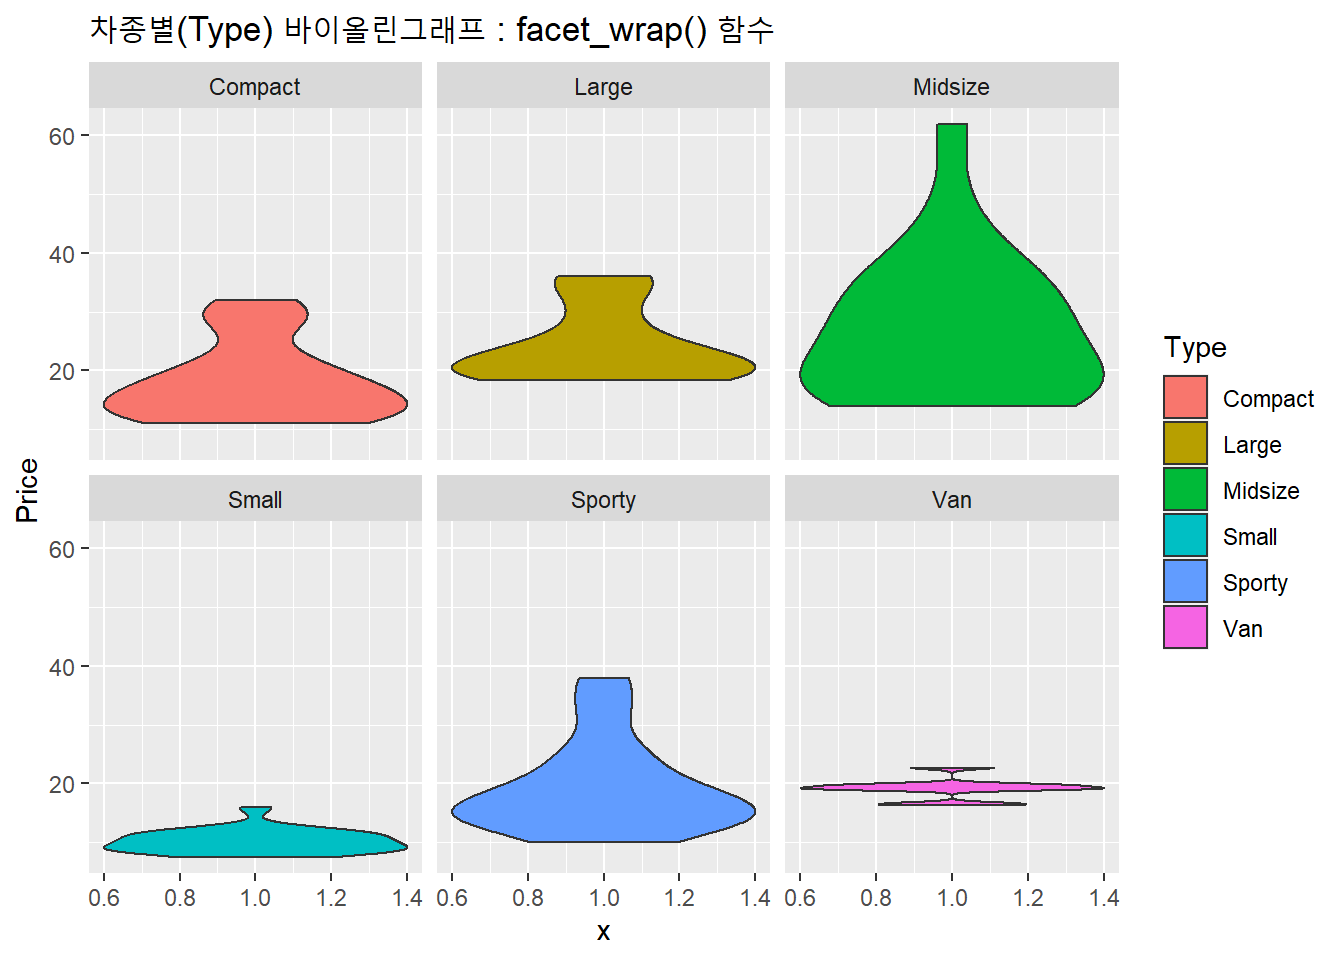 차종별(Type) 바이올린그래프 : facet_wrap() 함수
Compact Large Midsize
60
40
20
Small Sporty Van
60
40
20
0.6 0.8 1.0 1.2 1.4 0.6 0.8 1.0 1.2 1.4 0.6 0.8 1.0 1.2 1.4
x
Price
Type
Compact
Large
Midsize
Small
Sporty
Van